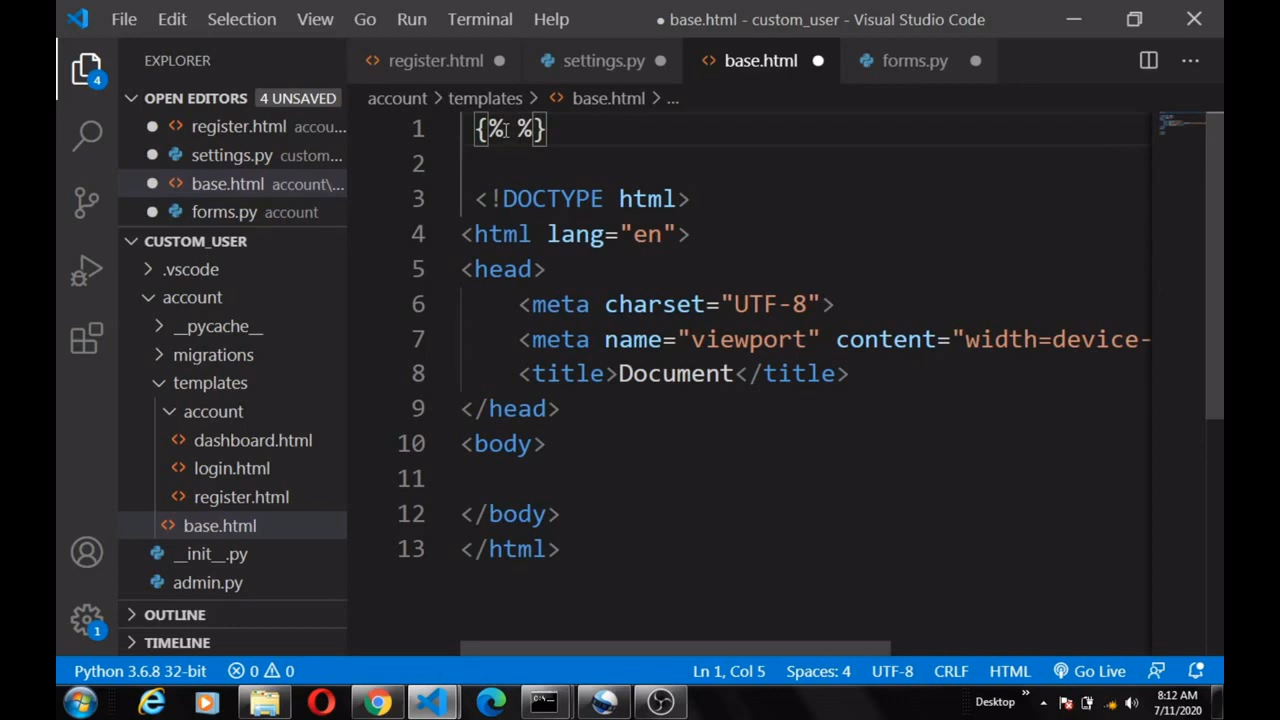 File Edit Selection View Go Run Terminal Help ● base.html - custom_user - Visual Studio Code
EXPLORER
OPEN EDITORS 4 UNSAVED
register.html accou...
settings.py custom...
base.html account\...
forms.py account
CUSTOM_USER
.vscode
account
__pycache__
migrations
templates
account
dashboard.html
login.html
register.html
base.html
__init__.py
admin.py
OUTLINE
TIMELINE
4
1
register.html settings.py base.html forms.py
account > templates > base.html > ...
1 {% %}
2
3 <!DOCTYPE html>
4 <html lang="en">
5 <head>
6 <meta charset="UTF-8">
7 <meta name="viewport" content="width=device-
8 <title>Document</title>
9 </head>
10 <body>
11
12 </body>
13 </html>
Python 3.6.8 32-bit 0 0 Ln 1, Col 5 Spaces: 4 UTF-8 CRLF HTML Go Live
Desktop » 8:12 AM
7/11/2020